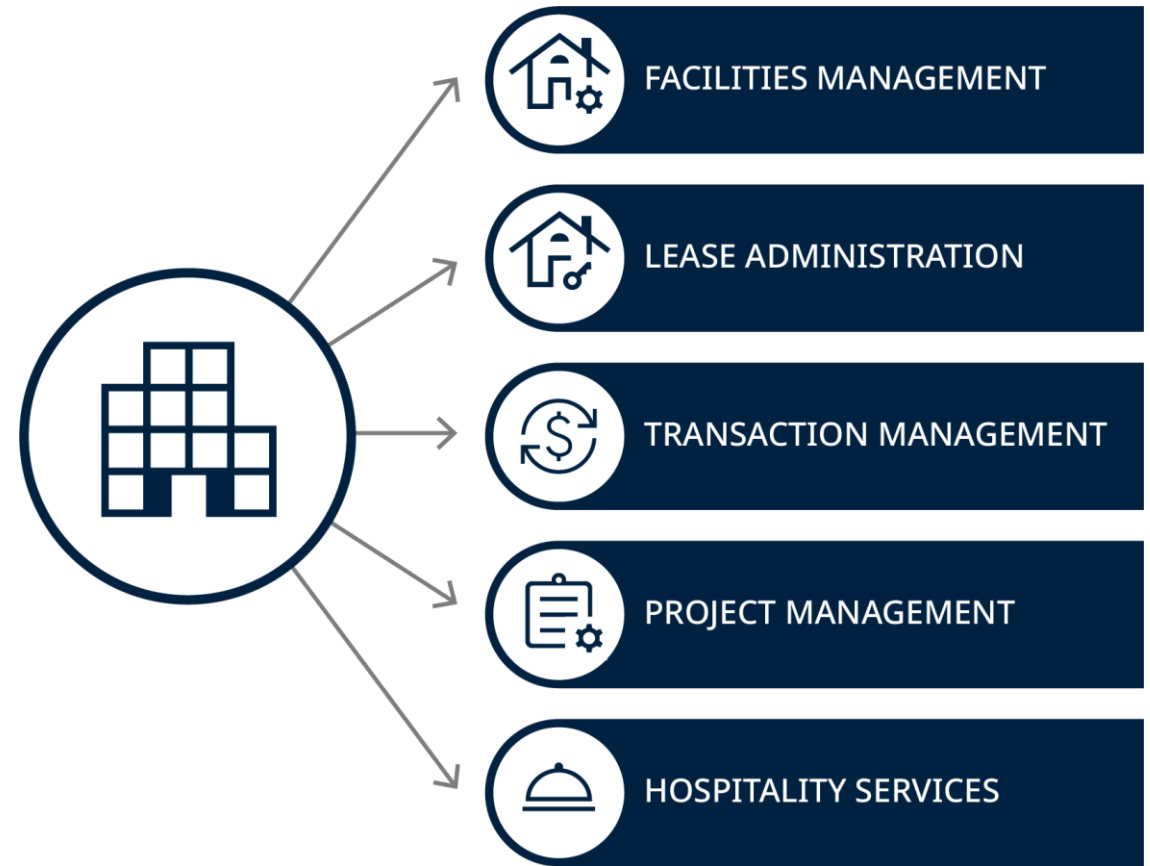 FACILITIES MANAGEMENT
LEASE ADMINISTRATION
TRANSACTION MANAGEMENT
PROJECT MANAGEMENT
HOSPITALITY SERVICES